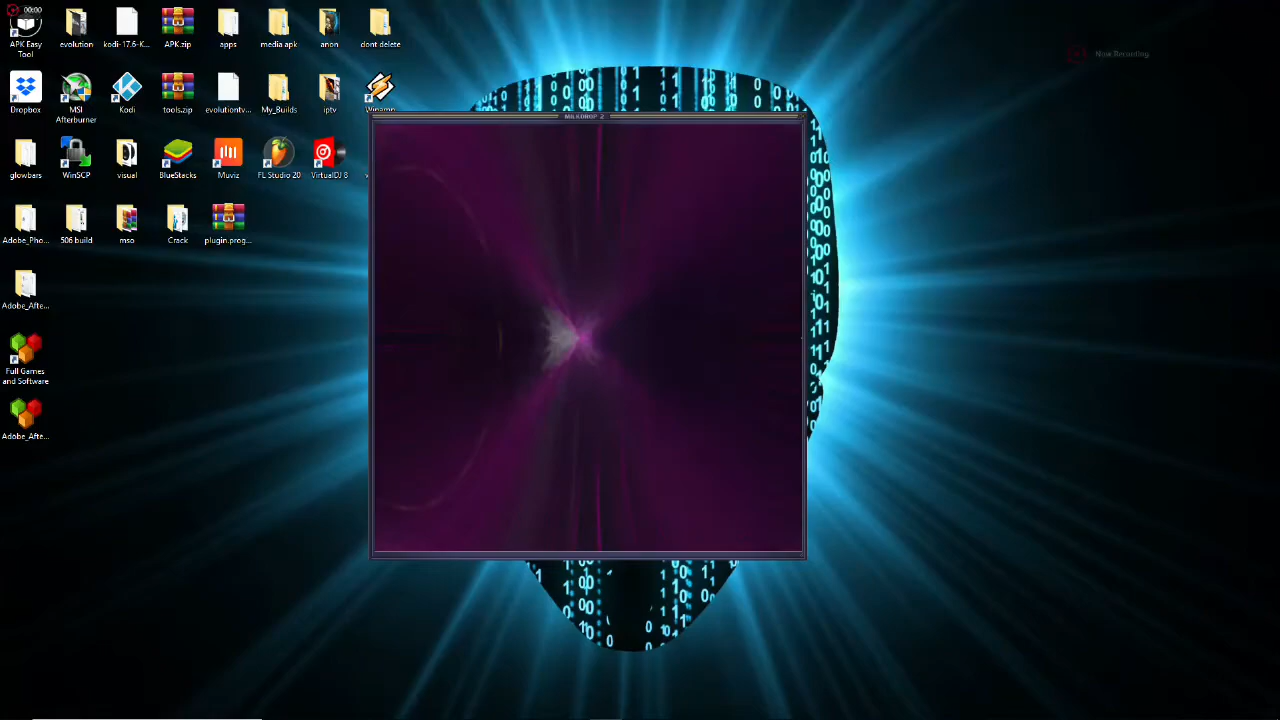 00:00
APK Easy
Tool
evolution
kodi-17.6-K...
APK.zip
apps
media apk
anon
dont delete
Now Recording
Dropbox
MSI
Afterburner
Kodi
tools.zip
evolutiontv...
My_Builds
iptv
Winamp
MILKDROP 2
glowbars
WinSCP
visual
BlueStacks
Muviz
FL Studio 20
VirtualDJ 8
Adobe_Pho...
506 build
mso
Crack
plugin.prog...
Adobe_Afte...
Full Games
and Software
Adobe_Afte...